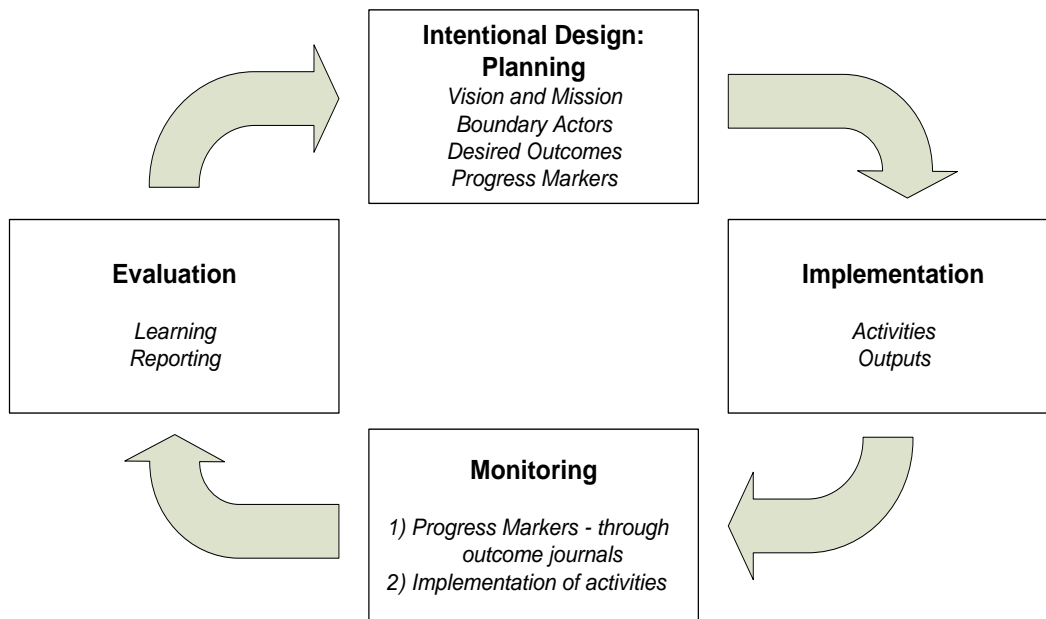 Intentional Design:
Planning
Vision and Mission
Boundary Actors
Desired Outcomes
Progress Markers
Evaluation
Learning
Reporting
Implementation
Activities
Outputs
Monitoring
1) Progress Markers - through
outcome journals
2) Implementation of activities